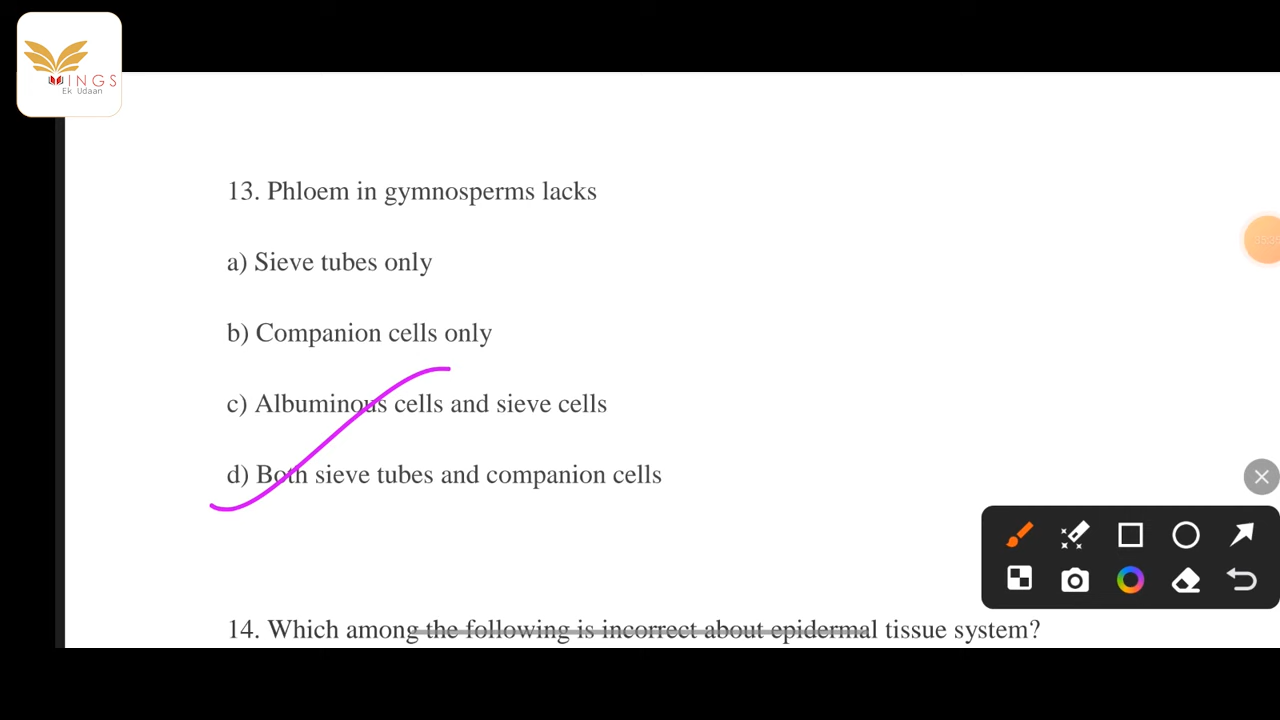 WINGS
Ek Udaan
13. Phloem in gymnosperms lacks
a) Sieve tubes only
b) Companion cells only
c) Albuminous cells and sieve cells
d) Both sieve tubes and companion cells
14. Which among the following is incorrect about epidermal tissue system?